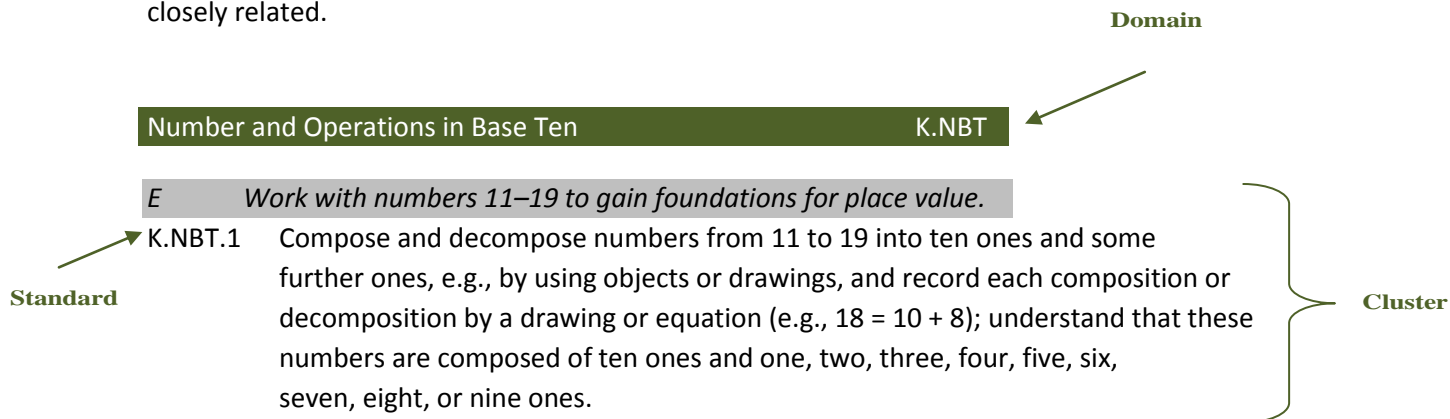 closely related.
Domain
Number and Operations in Base Ten K.NBT
E Work with numbers 11–19 to gain foundations for place value.
K.NBT.1 Compose and decompose numbers from 11 to 19 into ten ones and some
further ones, e.g., by using objects or drawings, and record each composition or
Standard
decomposition by a drawing or equation (e.g., 18 = 10 + 8); understand that these
Cluster
numbers are composed of ten ones and one, two, three, four, five, six,
seven, eight, or nine ones.